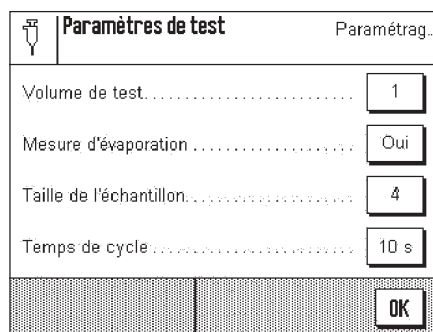 Paramètres de test Paramétrag..
Volume de test........................ 1
Mesure d'évaporation .................. Oui
Taille de l'échantillon................... 4
Temps de cycle........................ 10 s
OK